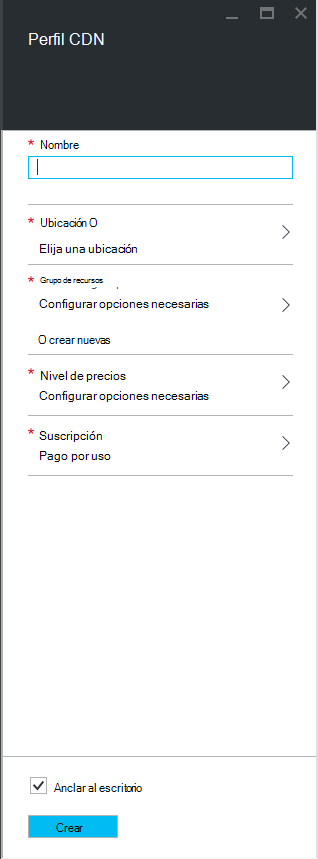 Perfil CDN
* Nombre
* Ubicación O
Elija una ubicación
* Grupo de recursos
Configurar opciones necesarias
O crear nuevas
* Nivel de precios
Configurar opciones necesarias
* Suscripción
Pago por uso
Anclar al escritorio
Crear